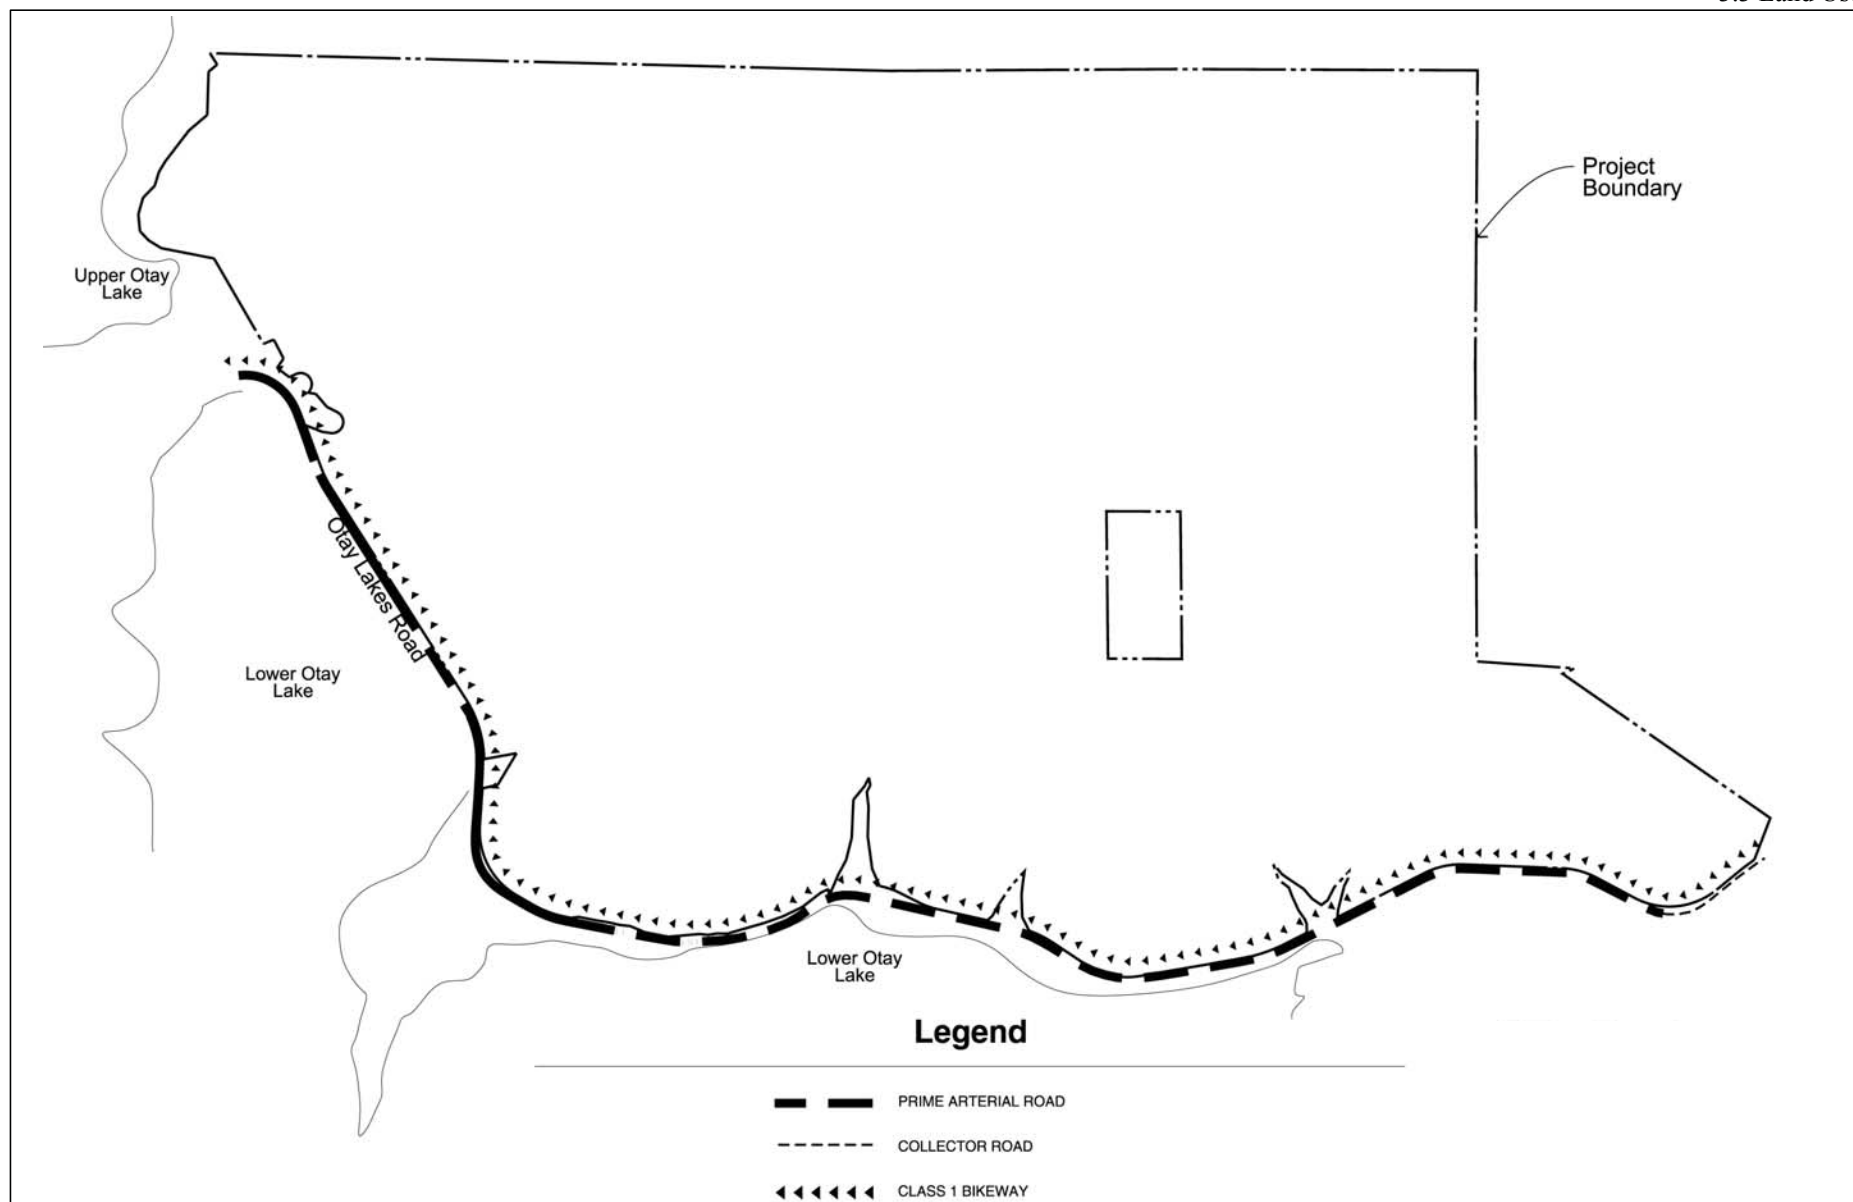 Project
Boundary
Upper Otay
Lake
Otay Lakes Road
Lower Otay
Lake
Lower Otay
Lake
Legend
PRIME ARTERIAL ROAD
COLLECTOR ROAD
CLASS 1 BIKEWAY